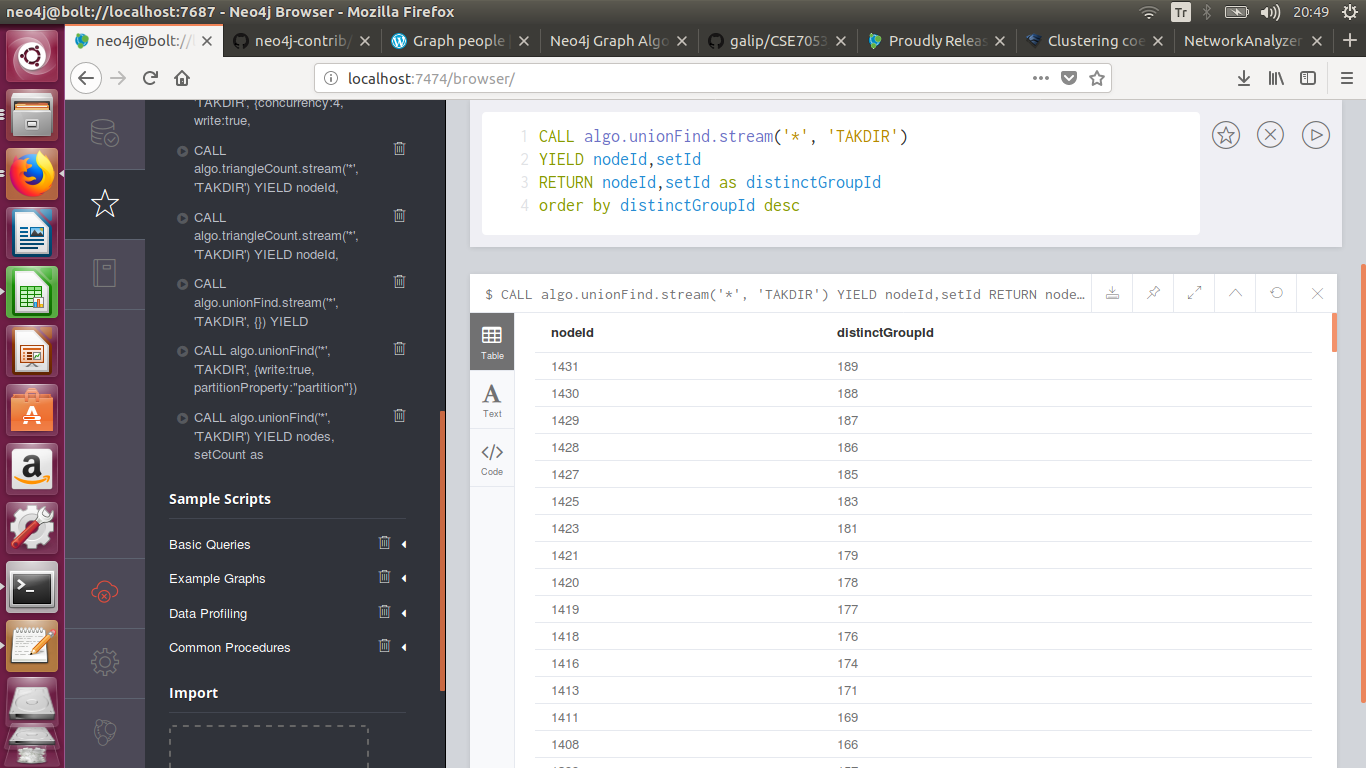 neo4j@bolt://localhost:7687 - Neo4j Browser - Mozilla Firefox
Tr
20:49
neo4j@bolt://l
neo4j-contrib/
Graph people |
Neo4j Graph Algo
galip/CSE7053
Proudly Releas
Clustering coe
NetworkAnalyzer
localhost:7474/browser/
'TAKDIR', {concurrency:4,
write:true,
CALL
algo.triangleCount.stream('*',
'TAKDIR') YIELD nodeId,
CALL
algo.triangleCount.stream('*',
'TAKDIR') YIELD nodeId,
CALL
algo.unionFind.stream('*',
'TAKDIR', {}) YIELD
CALL algo.unionFind('*',
'TAKDIR', {write:true,
partitionProperty:"partition"})
CALL algo.unionFind('*',
'TAKDIR') YIELD nodes,
setCount as
Sample Scripts
Basic Queries
Example Graphs
Data Profiling
Common Procedures
Import
1 CALL algo.unionFind.stream('*', 'TAKDIR')
2 YIELD nodeId,setId
3 RETURN nodeId,setId as distinctGroupId
4 order by distinctGroupId desc
$ CALL algo.unionFind.stream('*', 'TAKDIR') YIELD nodeId,setId RETURN node…
Table
A
Text
Code
nodeId distinctGroupId
1431 189
1430 188
1429 187
1428 186
1427 185
1425 183
1423 181
1421 179
1420 178
1419 177
1418 176
1416 174
1413 171
1411 169
1408 166